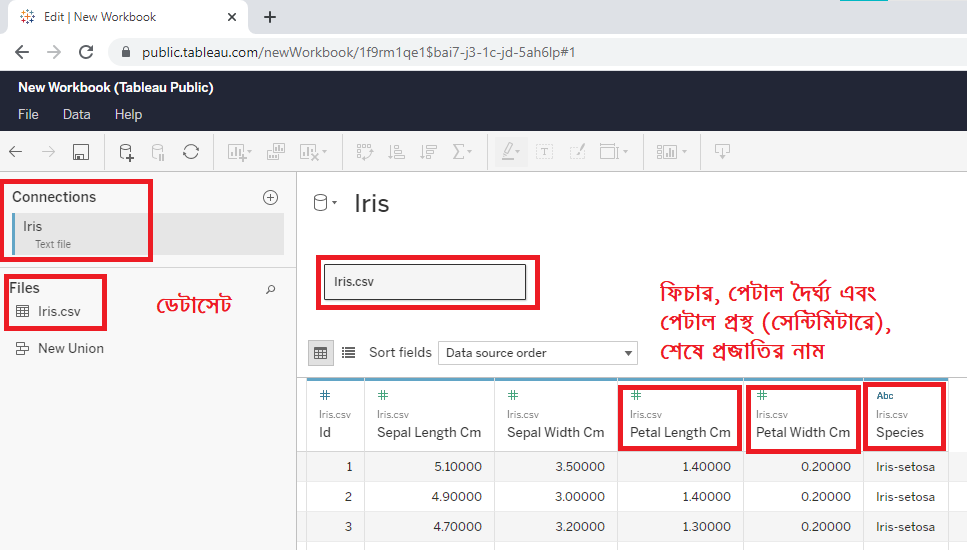 Edit | New Workbook
public.tableau.com/newWorkbook/1f9rm1qe1$bai7-j3-1c-jd-5ah6lp#1
New Workbook (Tableau Public)
File Data Help
Connections
Iris
Text file
Files
Iris.csv
New Union
ডেটাসেট
Iris
Iris.csv
ফিচার, পেটাল দৈর্ঘ্য এবং
পেটাল প্রস্থ (সেন্টিমিটারে),
শেষে প্রজাতির নাম
Sort fields Data source order
# # # # # Abc
Iris.csv Iris.csv Iris.csv Iris.csv Iris.csv Iris.csv
Id Sepal Length Cm Sepal Width Cm Petal Length Cm Petal Width Cm Species
1 5.10000 3.50000 1.40000 0.20000 Iris-setosa
2 4.90000 3.00000 1.40000 0.20000 Iris-setosa
3 4.70000 3.20000 1.30000 0.20000 Iris-setosa